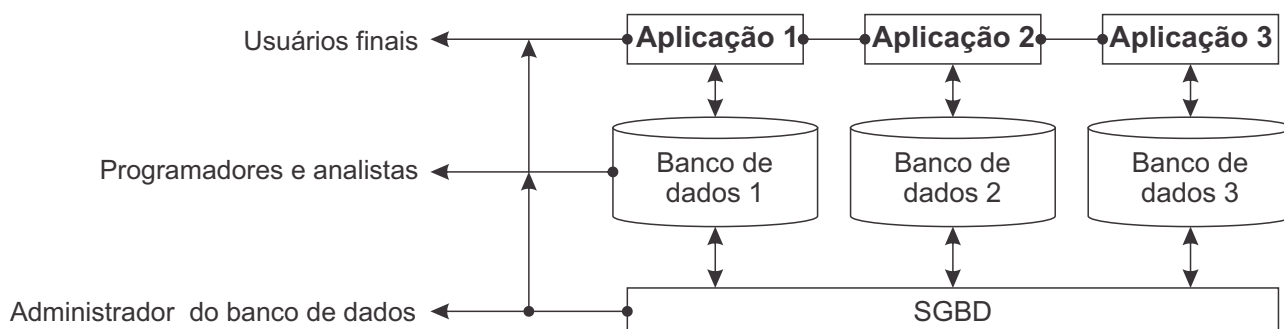 Usuários finais
Aplicação 1
Aplicação 2
Aplicação 3
Programadores e analistas
Banco de
dados 1
Banco de
dados 2
Banco de
dados 3
Administrador do banco de dados
SGBD